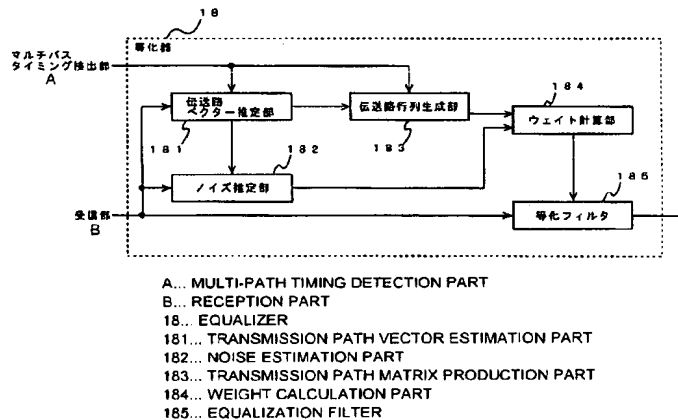 18
等化器
マルチパス
タイミング検出部
A
伝送路
ベクター推定部
伝送路行列生成部
184
ウェイト計算部
181
182
183
ノイズ推定部
185
受信部
B
等化フィルタ
A... MULTI-PATH TIMING DETECTION PART
B... RECEPTION PART
18... EQUALIZER
181... TRANSMISSION PATH VECTOR ESTIMATION PART
182... NOISE ESTIMATION PART
183... TRANSMISSION PATH MATRIX PRODUCTION PART
184... WEIGHT CALCULATION PART
185... EQUALIZATION FILTER